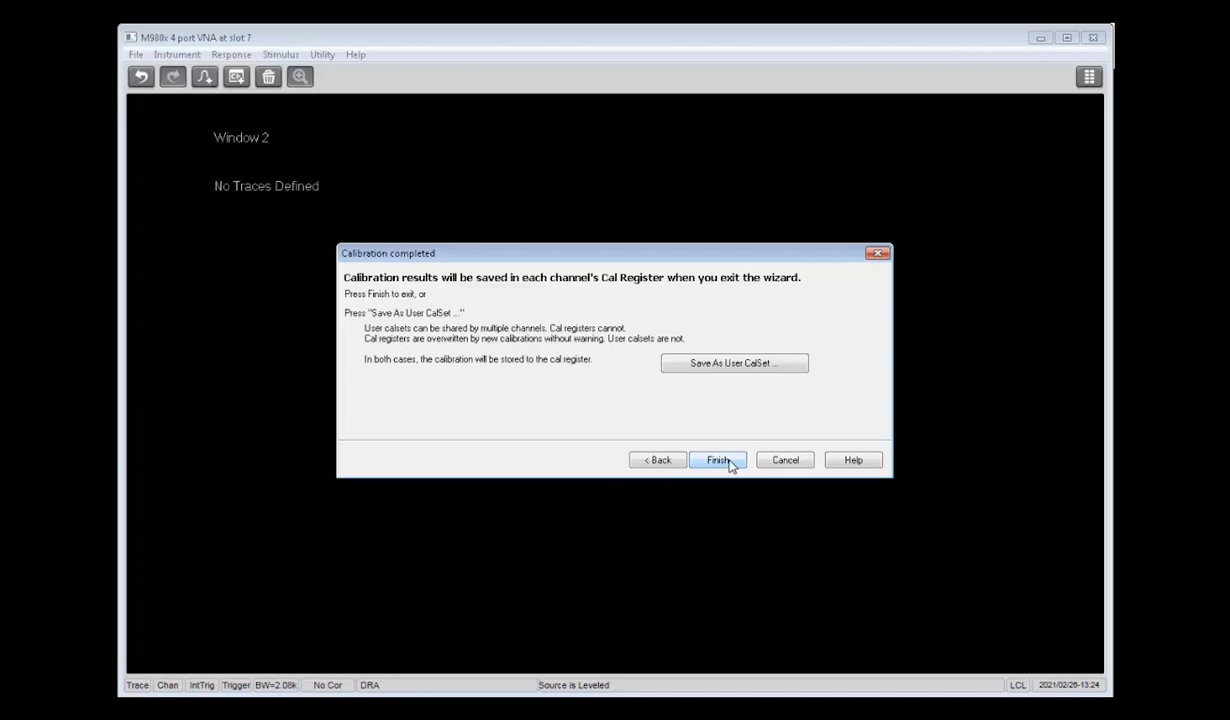 M980x 4 port VNA at slot 7
File Instrument Response Stimulus Utility Help
Window 2
No Traces Defined
Calibration completed
Calibration results will be saved in each channel's Cal Register when you exit the wizard.
Press Finish to exit, or
Press "Save As User CalSet ..."
User calsets can be shared by multiple channels. Cal registers cannot.
Cal registers are overwritten by new calibrations without warning. User calsets are not.
In both cases, the calibration will be stored to the cal register.
Save As User CalSet ...
< Back Finish Cancel Help
Trace Chan IntTrig Trigger BW=2.08k No Cor DRA Source is Leveled LCL 2021/02/26-13:24